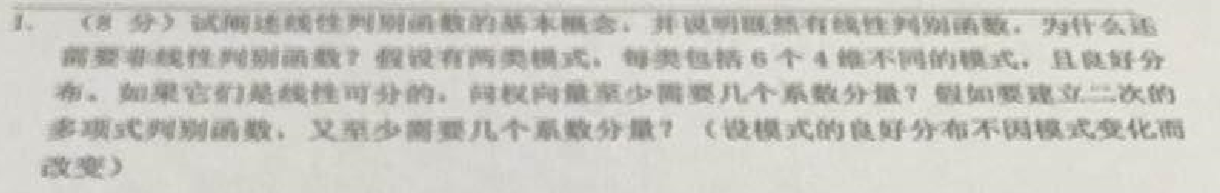 1. （8 分）试阐述线性判别函数的基本概念，并说明既然有线性判别函数，为什么还
需要非线性判别函数？假设有两类模式，每类包括 6 个 4 维不同的模式，且良好分
布。如果它们是线性可分的，问权向量至少需要几个系数分量？假如要建立二次的
多项式判别函数，又至少需要几个系数分量？（设模式的良好分布不因模式变化而
改变）